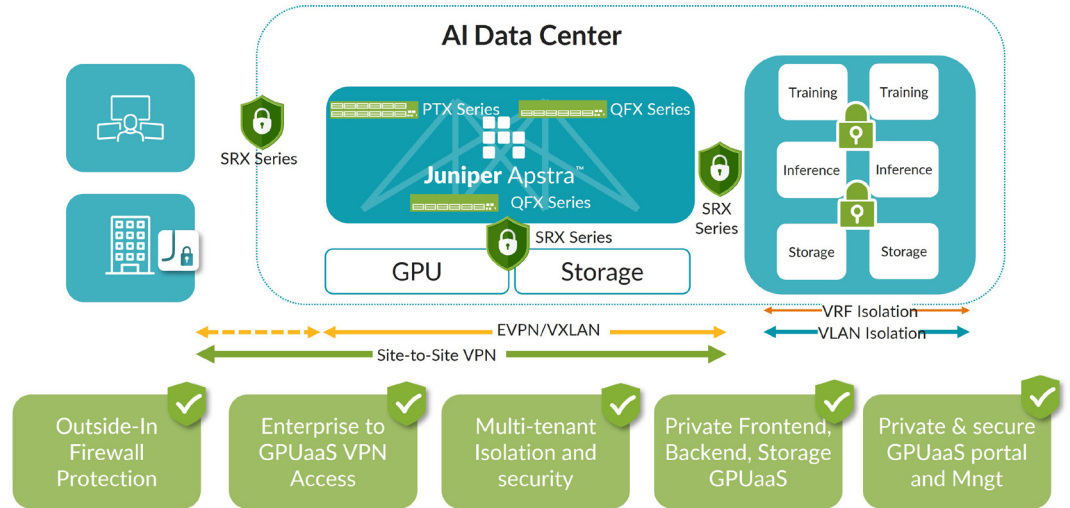 AI Data Center
PTX Series
QFX Series
Juniper Apstra™
QFX Series
SRX Series
SRX Series
GPU
Storage
SRX
Series
Training
Training
Inference
Inference
Storage
Storage
VRF Isolation
VLAN Isolation
EVPN/VXLAN
Site-to-Site VPN
Outside-In
Firewall
Protection
Enterprise to
GPUaaS VPN
Access
Multi-tenant
Isolation and
security
Private Frontend,
Backend, Storage
GPUaaS
Private & secure
GPUaaS portal
and Mngt